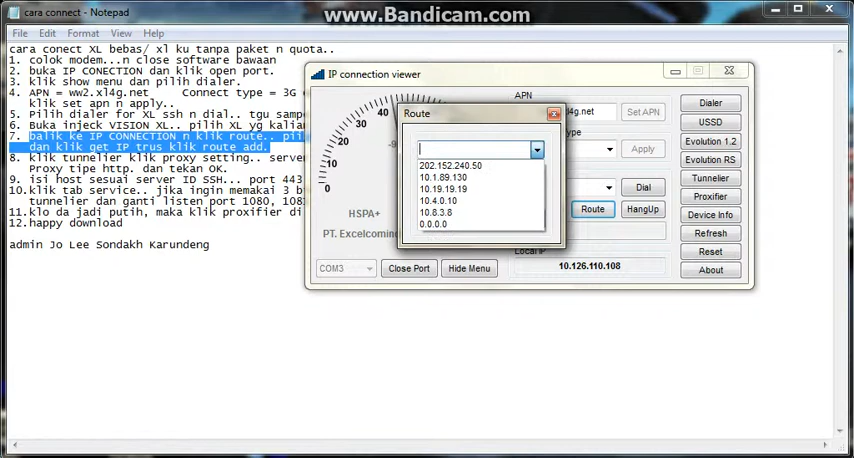 cara connect - Notepad
www.Bandicam.com
File Edit Format View Help
cara conect XL bebas/ xl ku tanpa paket n quota..
1. colok modem...n close software bawaan
2. buka IP CONECTION dan klik open port.
3. klik show menu dan pilih dialer.
4. APN = ww2.xl4g.net Connect type = 3G
klik set apn n apply..
5. Pilih dialer for XL ssh n dial.. tgu
6. Buka injeck VISION XL.. pilih XL yg
7. balik ke IP CONNECTION n klik route..
dan klik get IP trus klik route add.
8. klik tunnelier klik proxy setting..
Proxy tipe http. dan tekan OK.
9. isi host sesuai server ID SSH... port 443
10.klik tab service.. jika ingin memakai 3
tunnelier dan ganti listen port 1080,
11.klo da jadi putih, maka klik proxifier di
12.happy download
admin Jo Lee Sondakh Karundeng
IP connection viewer
APN
l4g.net
Set APN
Apply
Dial
Route
HangUp
Dialer
USSD
Evolution 1.2
Evolution RS
Tunnelier
Proxifier
Device Info
Refresh
Reset
About
0
10
20
30
40
HSPA+
COM3
Close Port
Hide Menu
Local IP
10.126.110.108
Route
202.152.240.50
10.1.89.130
10.19.19.19
10.4.0.10
10.8.3.8
0.0.0.0